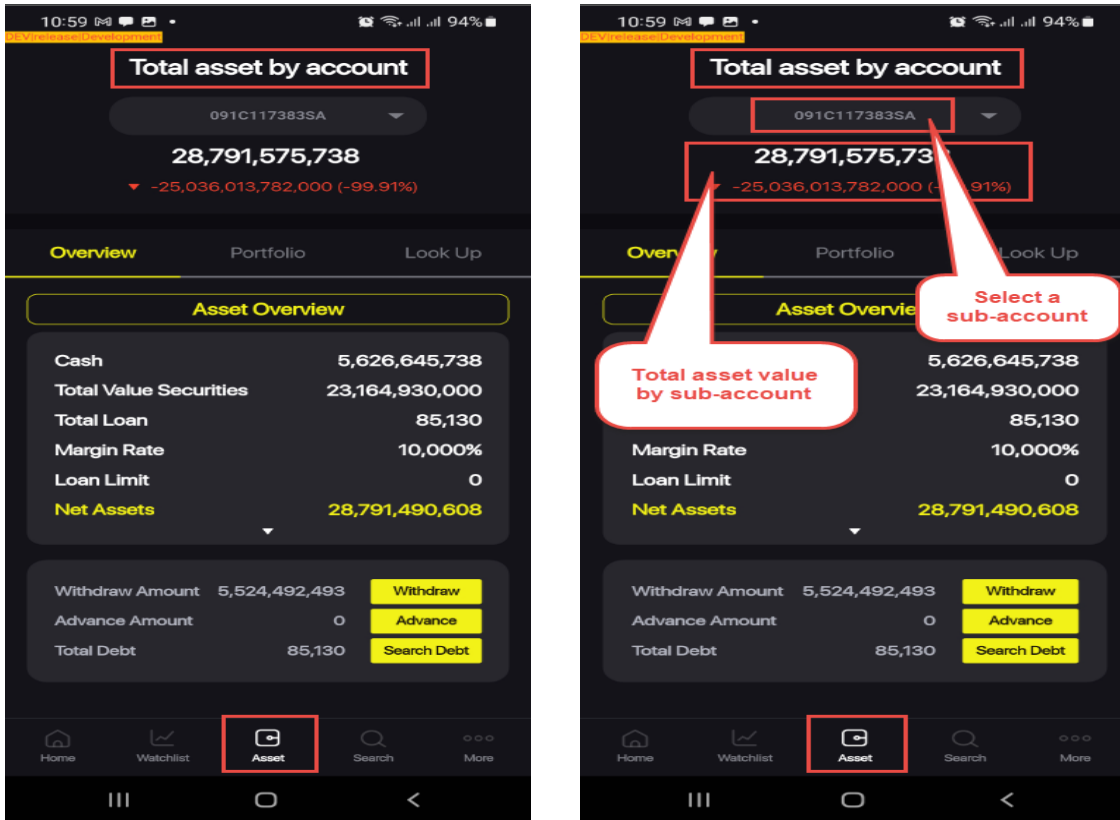 10:59 94%
DEV|release|Development
Total asset by account
091C117383SA
28,791,575,738
-25,036,013,782,000 (-99.91%)
Overview Portfolio Look Up
Asset Overview
Cash 5,626,645,738
Total Value Securities 23,164,930,000
Total Loan 85,130
Margin Rate 10,000%
Loan Limit 0
Net Assets 28,791,490,608
Withdraw Amount 5,524,492,493 Withdraw
Advance Amount 0 Advance
Total Debt 85,130 Search Debt
Home Watchlist Asset Search More
10:59 94%
DEV|release|Development
Total asset by account
091C117383SA
28,791,575,73
-25,036,013,782,000 (- .91%)
Over Portfolio Look Up
Select a
sub-account
Asset Overvie
Total asset value
by sub-account
5,626,645,738
23,164,930,000
85,130
Margin Rate 10,000%
Loan Limit 0
Net Assets 28,791,490,608
Withdraw Amount 5,524,492,493 Withdraw
Advance Amount 0 Advance
Total Debt 85,130 Search Debt
Home Watchlist Asset Search More